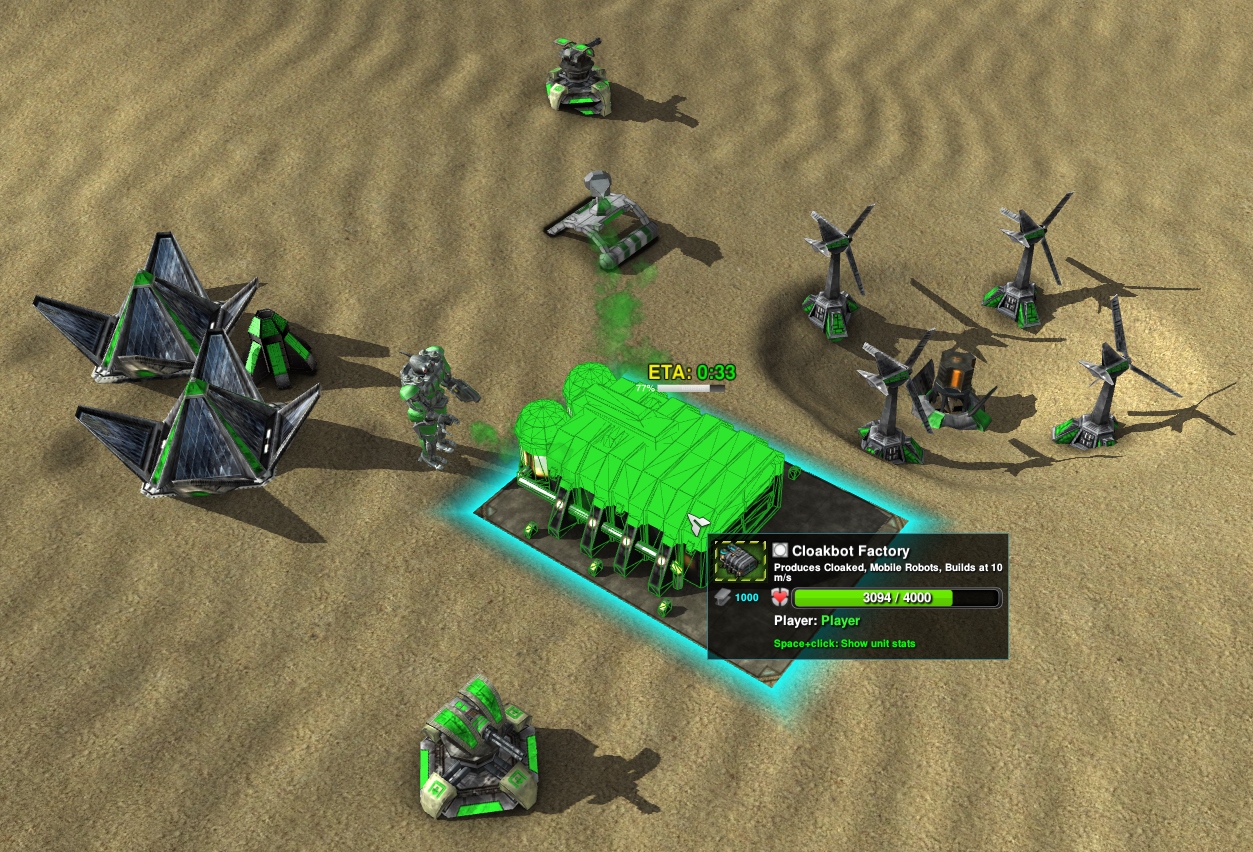 ETA: 0:33
77%
Cloakbot Factory
Produces Cloaked, Mobile Robots, Builds at 10
m/s
1000
3094 / 4000
Player: Player
Space+click: Show unit stats